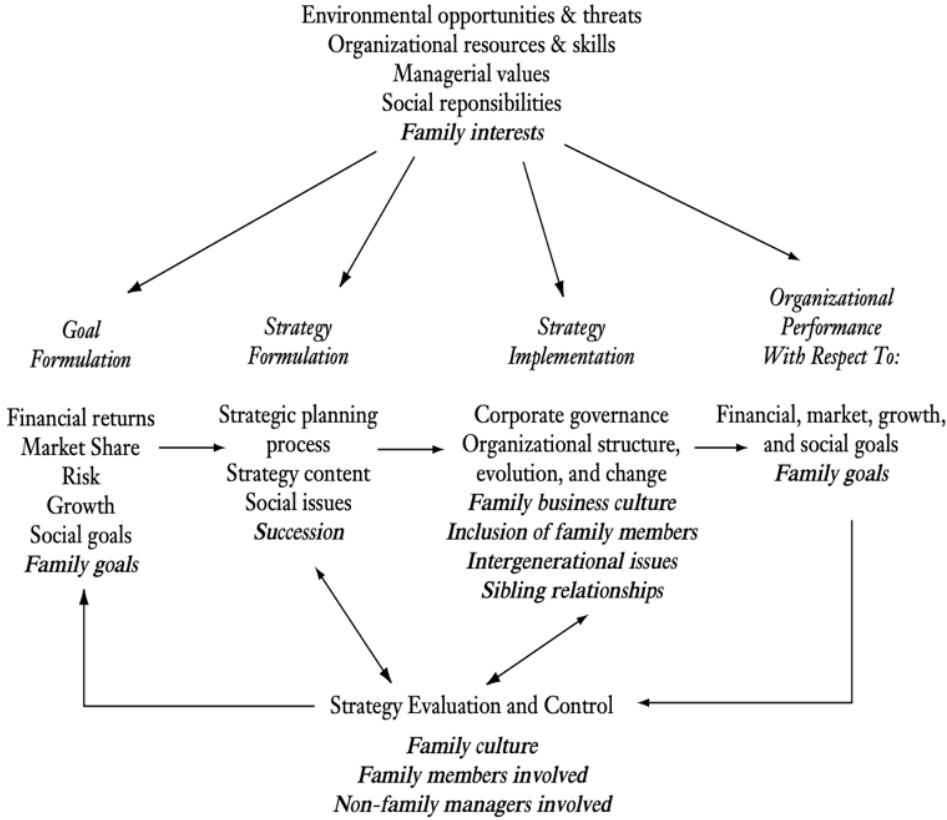 Environmental opportunities & threats
Organizational resources & skills
Managerial values
Social reponsibilities
Family interests
Goal
Formulation
Strategy
Formulation
Strategy
Implementation
Organizational
Performance
With Respect To:
Financial returns
Market Share
Risk
Growth
Social goals
Family goals
Strategic planning
process
Strategy content
Social issues
Succession
Corporate governance
Organizational structure,
evolution, and change
Family business culture
Inclusion of family members
Intergenerational issues
Sibling relationships
Financial, market, growth,
and social goals
Family goals
Strategy Evaluation and Control
Family culture
Family members involved
Non-family managers involved